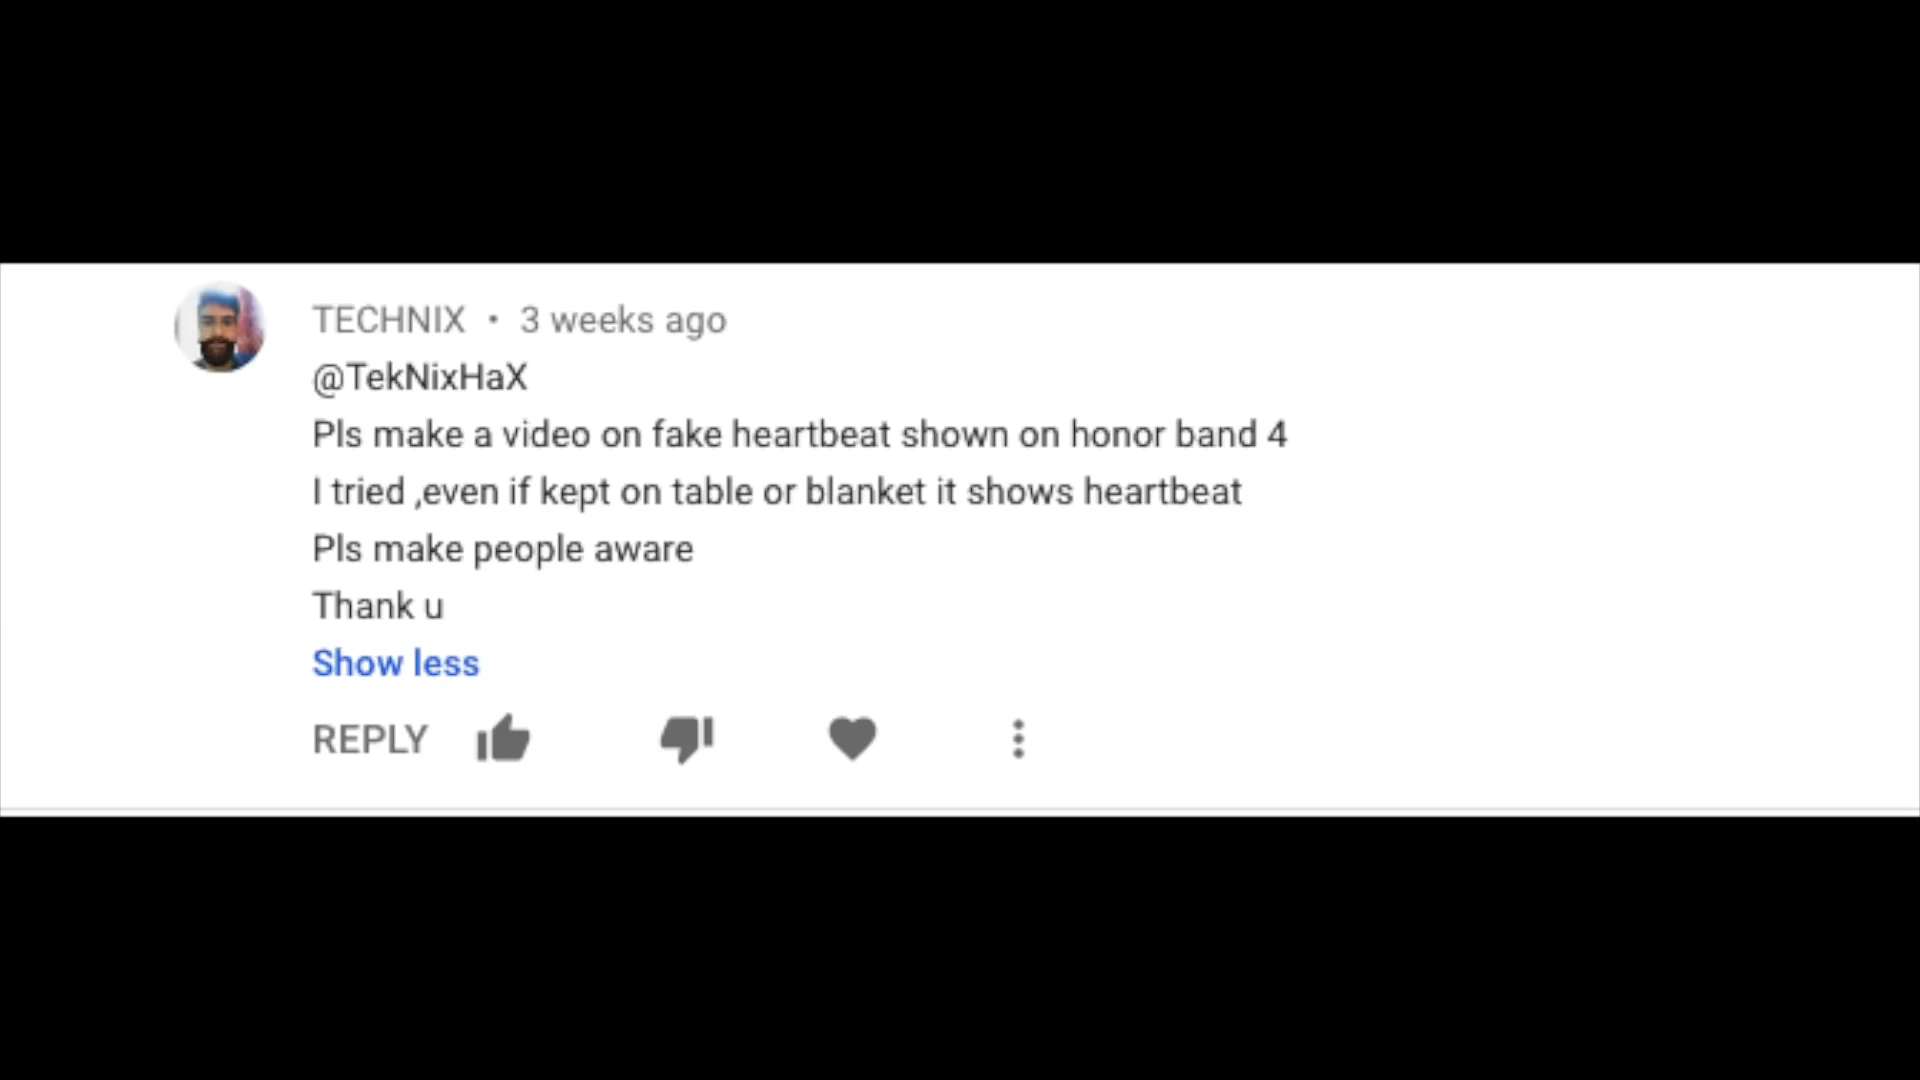 TECHNIX • 3 weeks ago
@TekNixHaX
Pls make a video on fake heartbeat shown on honor band 4
I tried ,even if kept on table or blanket it shows heartbeat
Pls make people aware
Thank u
Show less
REPLY